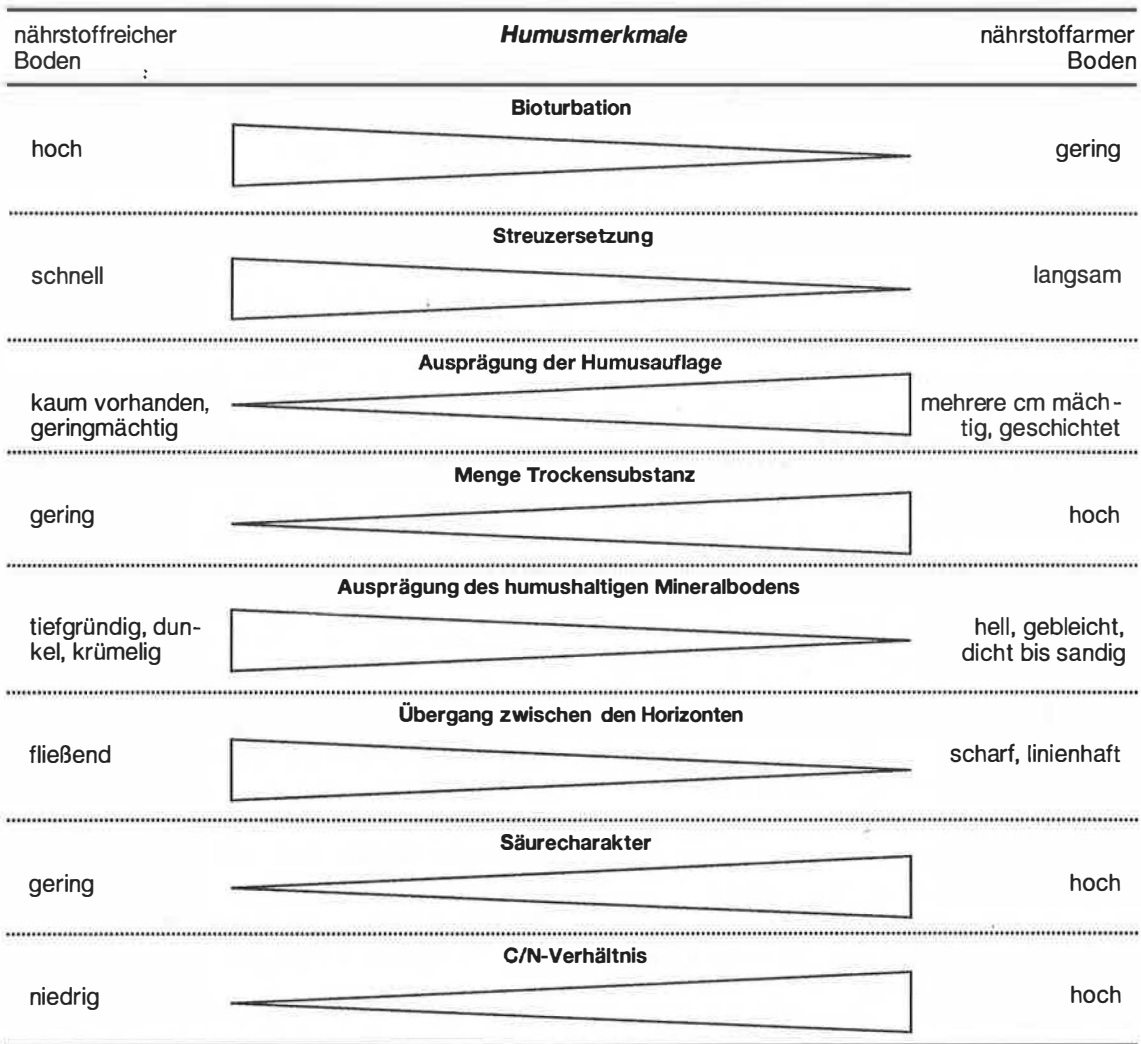 nährstoffreicher Boden
Humusmerkmale
nährstoffarmer Boden
Bioturbation
hoch
gering
Streuzersetzung
schnell
langsam
Ausprägung der Humusauflage
kaum vorhanden,
geringmächtig
mehrere cm mäch-
tig, geschichtet
Menge Trockensubstanz
gering
hoch
Ausprägung des humushaltigen Mineralbodens
tiefgründig, dun-
kel, krümelig
hell, gebleicht,
dicht bis sandig
Übergang zwischen den Horizonten
fließend
scharf, linienhaft
Säurecharakter
gering
hoch
C/N-Verhältnis
niedrig
hoch